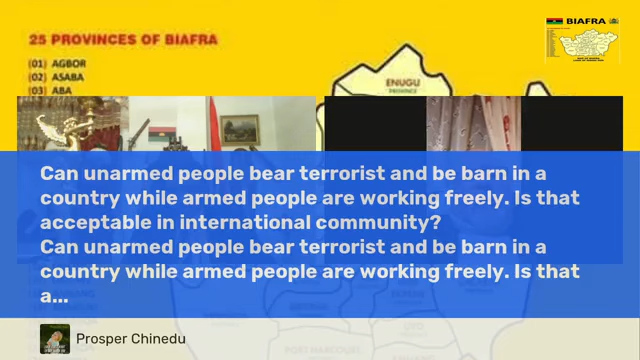 25 PROVINCES OF BIAFRA
BIAFRA
(01) AGBOR
(02) ASABA
(03) ABA
ENUGU
PROVINCE
Can unarmed people bear terrorist and be barn in a
country while armed people are working freely. Is that
acceptable in international community?
Can unarmed people bear terrorist and be barn in a
country while armed people are working freely. Is that
a...
PORT HARCOURT
Prosper Chinedu